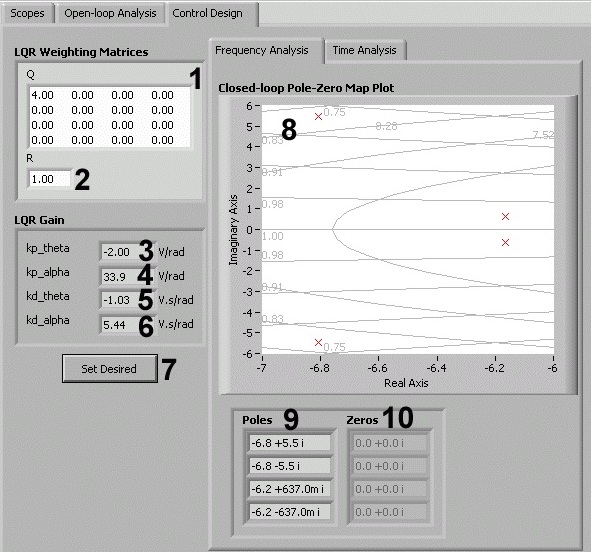 Scopes Open-loop Analysis Control Design
LQR Weighting Matrices
Q
1
4.00 0.00 0.00 0.00
0.00 0.00 0.00 0.00
0.00 0.00 0.00 0.00
0.00 0.00 0.00 0.00
R
1.00 2
LQR Gain
kp_theta -2.00 3 V/rad
kp_alpha 33.9 4 V/rad
kd_theta -1.03 5 V.s/rad
kd_alpha 5.44 6 V.s/rad
Set Desired 7
Frequency Analysis Time Analysis
Closed-loop Pole-Zero Map Plot
Imaginary Axis
6
5
4
3
2
1
0
-1
-2
-3
-4
-5
-6
0.75
8.28
7.52
0.83
0.91
0.98
1.00
0.98
0.91
0.83
0.75
8
-7 -6.8 -6.6 -6.4 -6.2 -6
Real Axis
Poles 9 Zeros 10
-6.8 +5.5 i 0.0 +0.0 i
-6.8 -5.5 i 0.0 +0.0 i
-6.2 +637.0m i 0.0 +0.0 i
-6.2 -637.0m i 0.0 +0.0 i